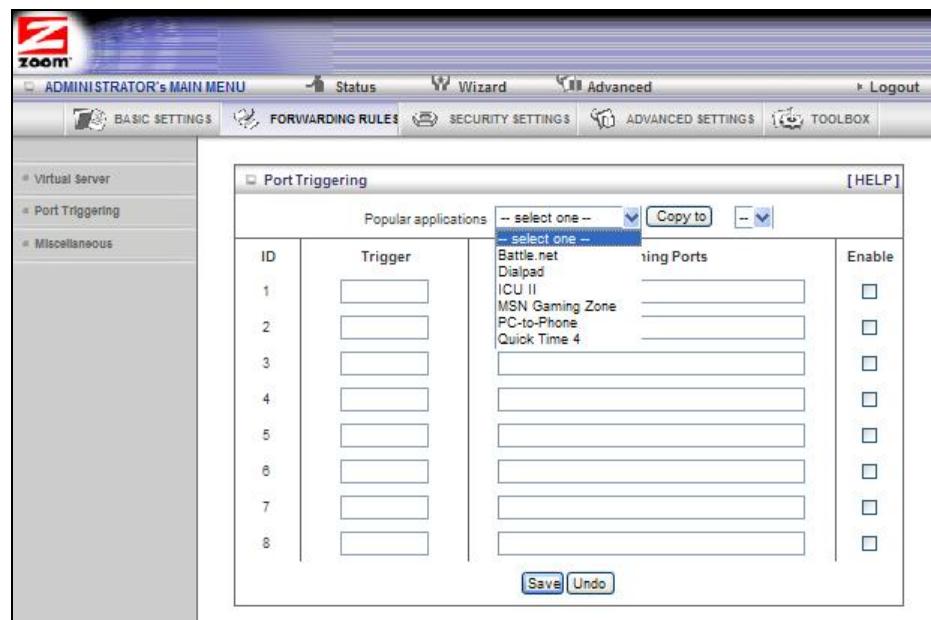 zoom
ADMINISTRATOR's MAIN MENU Status Wizard Advanced Logout
BASIC SETTINGS FORWARDING RULES SECURITY SETTINGS ADVANCED SETTINGS TOOLBOX
Virtual Server
Port Triggering
Miscellaneous
Port Triggering [HELP]
Popular applications -- select one -- Copy to --
-- select one --
Battle.net
Dialpad
ICU II
MSN Gaming Zone
PC-to-Phone
Quick Time 4
ID Trigger Ports Enable
1
2
3
4
5
6
7
8
Save Undo